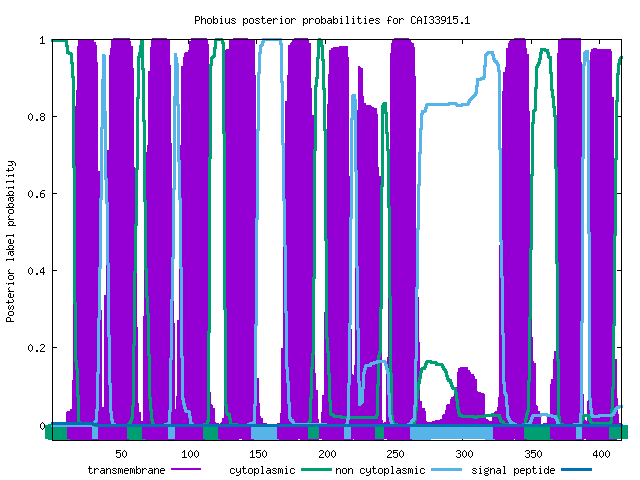 Phobius posterior probabilities for CAI33915.1
1
0.8
0.6
0.4
0.2
0
Posterior label probability
50 100 150 200 250 300 350 400
transmembrane cytoplasmic non cytoplasmic signal peptide